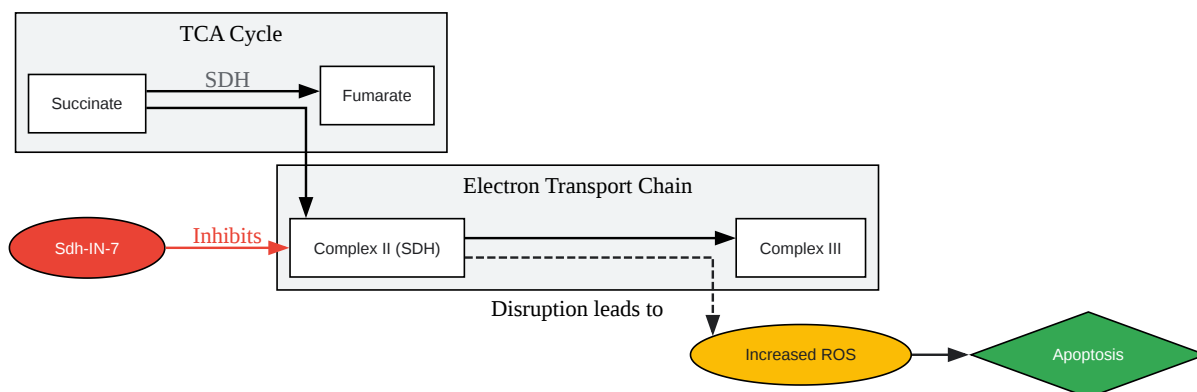 TCA Cycle
SDH
Succinate
Fumarate
Electron Transport Chain
Sdh-IN-7
Inhibits
Complex II (SDH)
Complex III
Disruption leads to
Increased ROS
Apoptosis